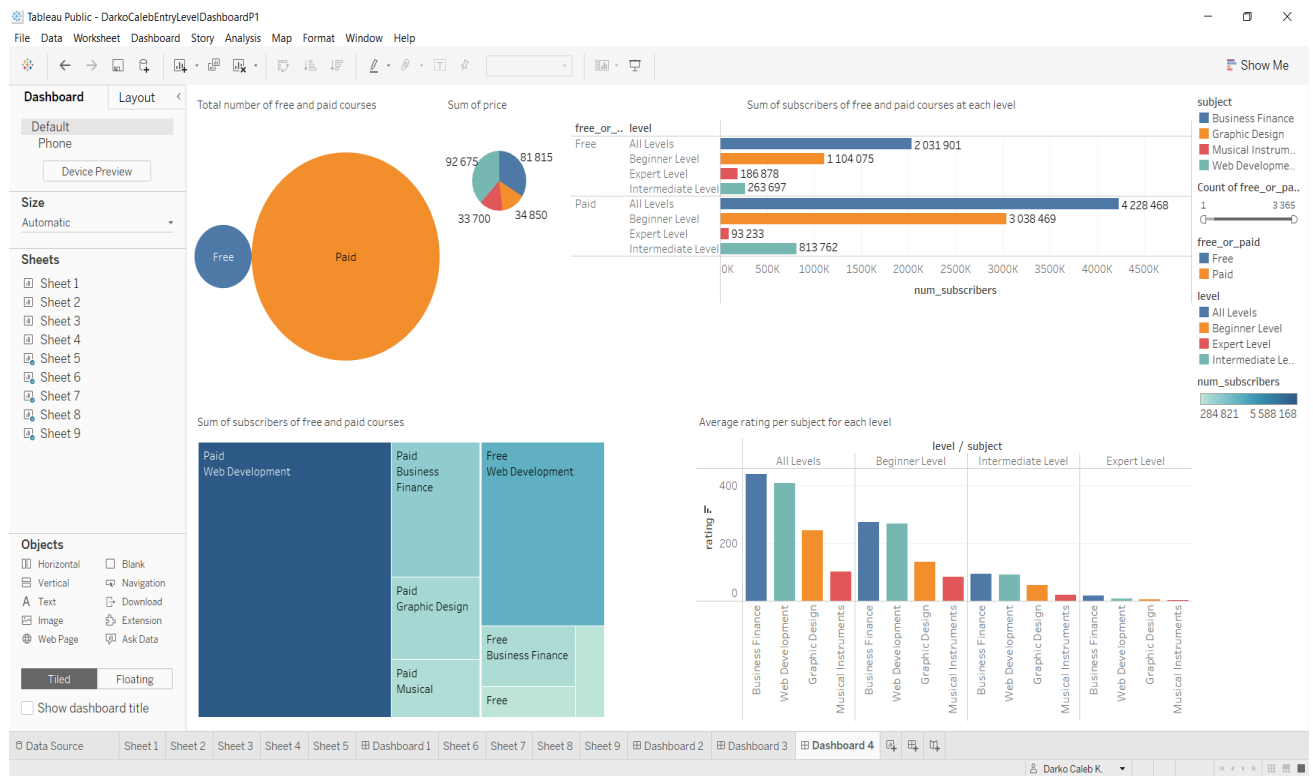 Tableau Public - DarkoCalebEntryLevelDashboardP1
File Data Worksheet Dashboard Story Analysis Map Format Window Help
Show Me
Dashboard
Layout
Default
Phone
Device Preview
Size
Automatic
Sheets
Sheet 1
Sheet 2
Sheet 3
Sheet 4
Sheet 5
Sheet 6
Sheet 7
Sheet 8
Sheet 9
Objects
Horizontal Blank
Vertical Navigation
Text Download
Image Extension
Web Page Ask Data
Tiled Floating
Show dashboard title
Total number of free and paid courses
Free
Paid
Sum of price
92 675
81 815
33 700
34 850
Sum of subscribers of free and paid courses at each level
free_or_.. level
Free All Levels 2 031 901
Beginner Level 1 104 075
Expert Level 186 878
Intermediate Level 263 697
Paid All Levels 4 228 468
Beginner Level 3 038 469
Expert Level 93 233
Intermediate Level 813 762
0K 500K 1000K 1500K 2000K 2500K 3000K 3500K 4000K 4500K
num_subscribers
subject
Business Finance
Graphic Design
Musical Instrum..
Web Developme..
Count of free_or_pa..
1 3 365
free_or_paid
Free
Paid
level
All Levels
Beginner Level
Expert Level
Intermediate Le..
num_subscribers
284 821 5 588 168
Sum of subscribers of free and paid courses
Paid
Web Development
Paid
Business
Finance
Paid
Graphic Design
Paid
Musical
Free
Web Development
Free
Business Finance
Free
Average rating per subject for each level
level / subject
All Levels Beginner Level Intermediate Level Expert Level
400
200
0
rating
Business Finance
Web Development
Graphic Design
Musical Instruments
Business Finance
Web Development
Graphic Design
Musical Instruments
Business Finance
Web Development
Graphic Design
Musical Instruments
Business Finance
Web Development
Graphic Design
Musical Instruments
Data Source Sheet 1 Sheet 2 Sheet 3 Sheet 4 Sheet 5 Dashboard 1 Sheet 6 Sheet 7 Sheet 8 Sheet 9 Dashboard 2 Dashboard 3 Dashboard 4
Darko Caleb K.